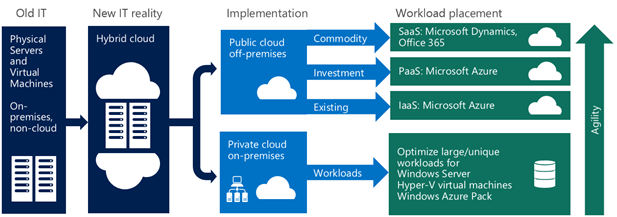 Old IT
New IT reality
Implementation
Workload placement
Physical
Servers
and
Virtual
Machines
On-
premises,
non-cloud
Hybrid cloud
Public cloud
off-premises
Commodity
Investment
Existing
SaaS: Microsoft Dynamics,
Office 365
PaaS: Microsoft Azure
IaaS: Microsoft Azure
Private cloud
on-premises
Workloads
Optimize large/unique
workloads for
Windows Server
Hyper-V virtual machines
Windows Azure Pack
Agility